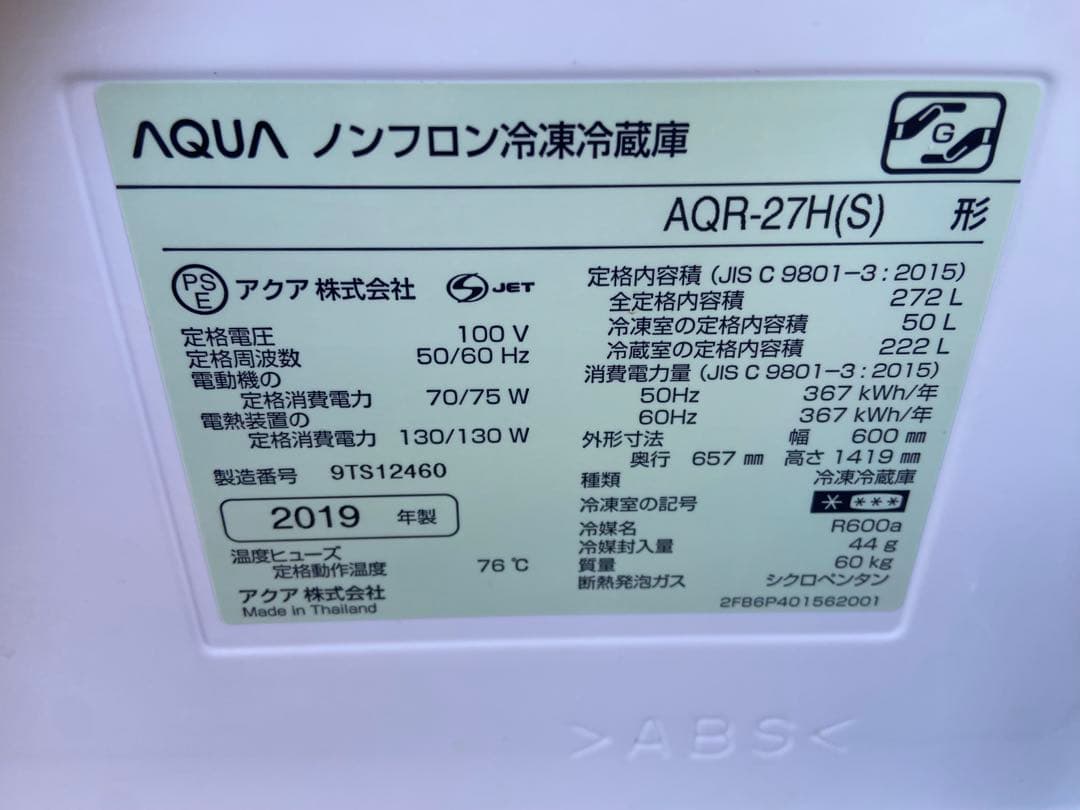 AQUA ノンフロン冷凍冷蔵庫
G
AQR-27H(S) 形
PS E アクア 株式会社 S JET
定格電圧 100 V
定格周波数 50/60 Hz
電動機の
定格消費電力 70/75 W
電熱装置の
定格消費電力 130/130 W
製造番号 9TS12460
2019 年製
温度ヒューズ
定格動作温度 76 ℃
アクア 株式会社
Made in Thailand
定格内容積 (JIS C 9801-3 : 2015)
全定格内容積 272 L
冷凍室の定格内容積 50 L
冷蔵室の定格内容積 222 L
消費電力量 (JIS C 9801-3 : 2015)
50Hz 367 kWh/年
60Hz 367 kWh/年
外形寸法 幅 600 ㎜
奥行 657 ㎜ 高さ 1419 ㎜
種類 冷凍冷蔵庫
冷凍室の記号 * ***
冷媒名 R600a
冷媒封入量 44 g
質量 60 kg
断熱発泡ガス シクロペンタン
2FB6P401562001
>ABS<